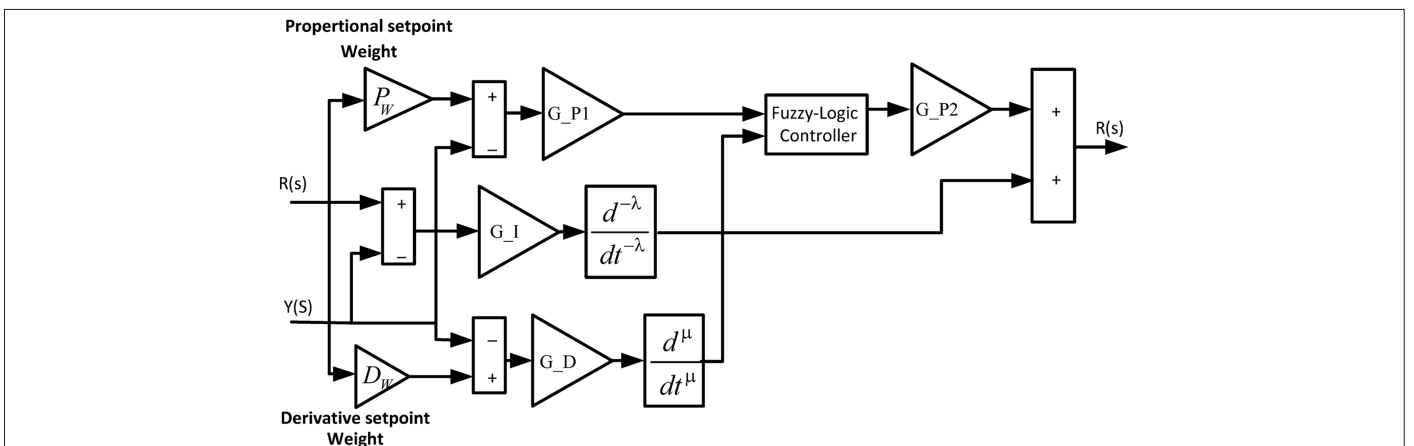 Propertional setpoint
Weight
P_W
+
−
G_P1
Fuzzy-Logic
Controller
G_P2
+
+
R(s)
R(s)
+
−
G_I
d^{-λ}
dt^{-λ}
Y(S)
−
+
G_D
d^μ
dt^μ
D_W
Derivative setpoint
Weight